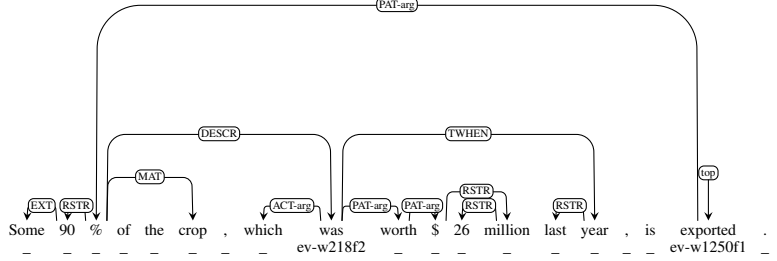 PAT-arg
DESCR TWHEN
MAT top
EXT RSTR ACT-arg PAT-arg PAT-arg RSTR RSTR RSTR
Some 90 % of the crop , which was worth $ 26 million last year , is exported .
ev-w218f2 ev-w1250f1
_ _ _ _ _ _ _ _ _ _ _ _ _ _ _ _ _